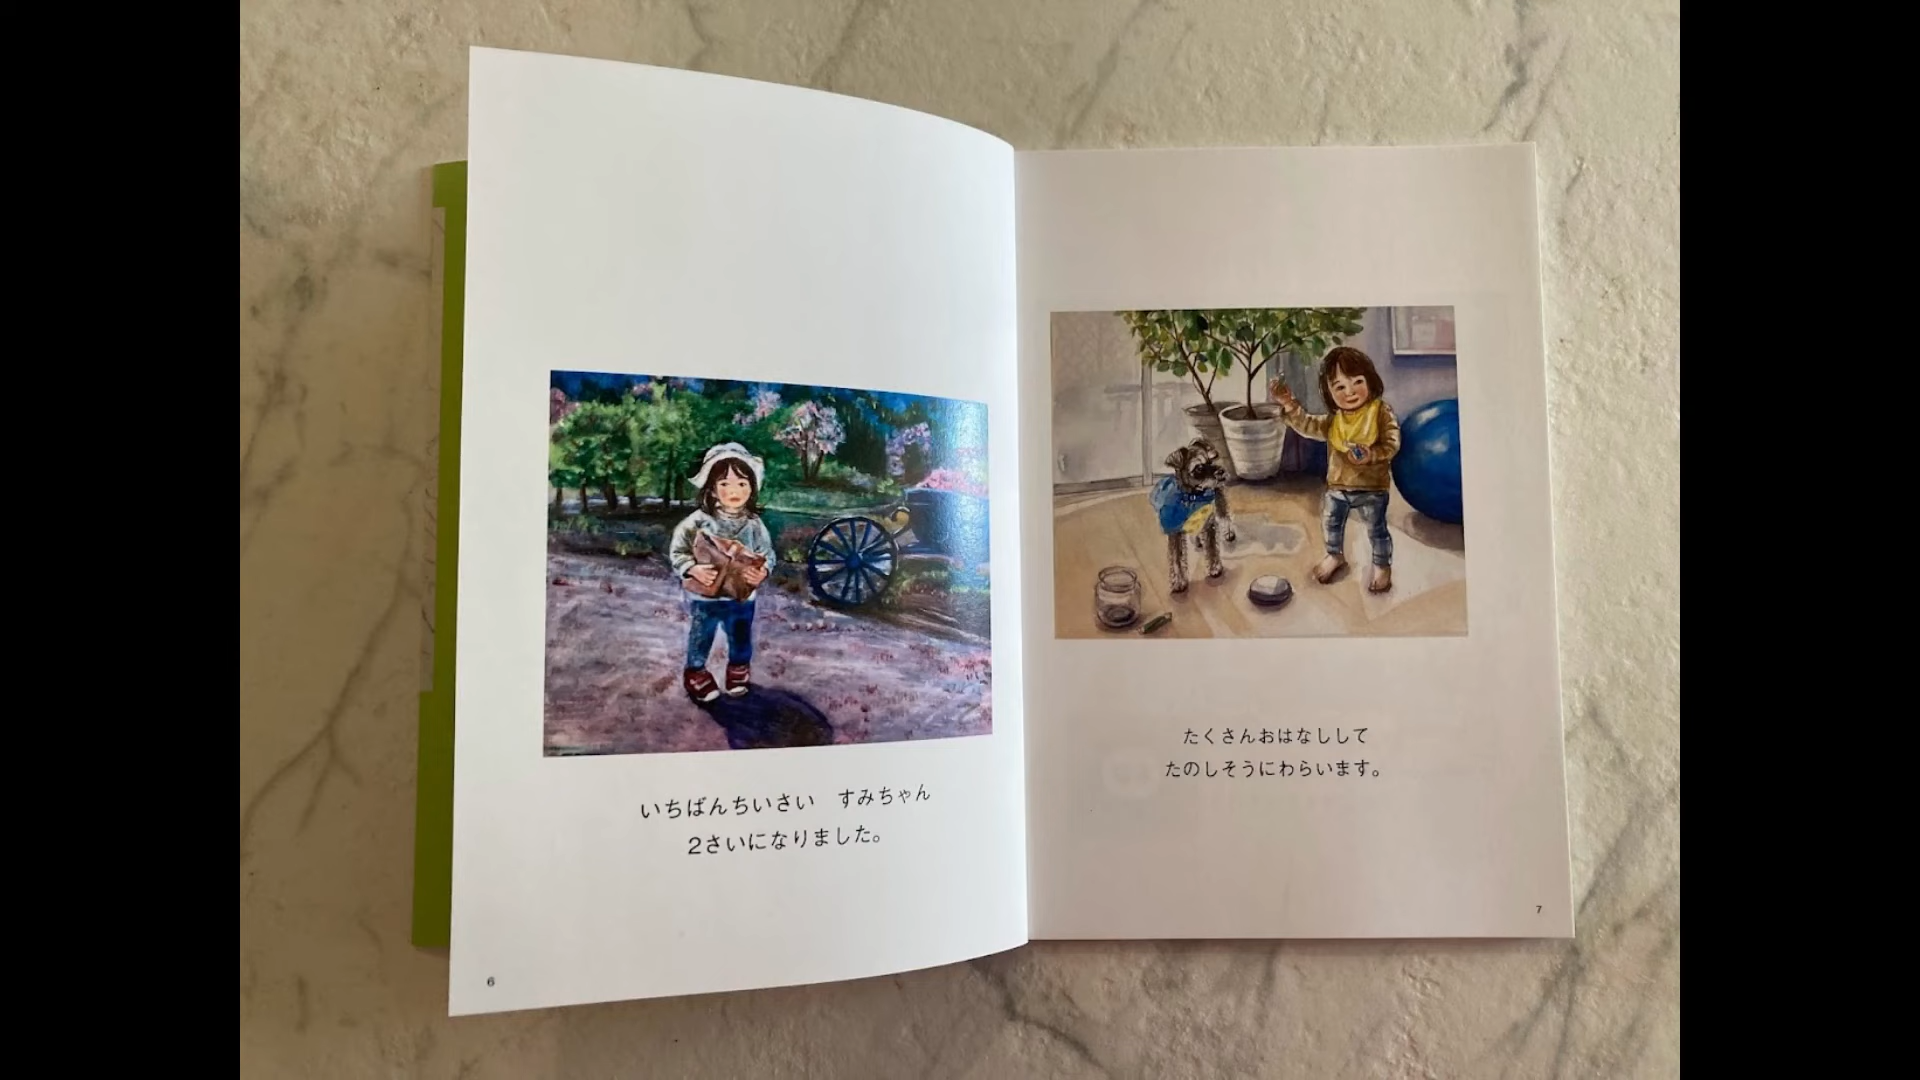 いちばんちいさい　すみちゃん
2さいになりました。
6
たくさんおはなしして
たのしそうにわらいます。
7